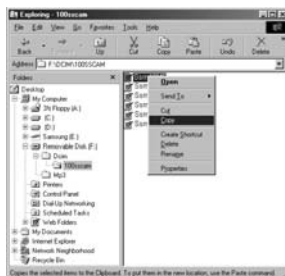 Exploring - 100SSCAM
File Edit View Go Favorites Tools Help
Back Up Cut Copy Paste Undo Delete
Address F:\DCIM\100SSCAM
Folders
Desktop
My Computer
3½ Floppy (A:)
(C:)
(D:)
Samsung (E:)
Removable Disk (F:)
Dcim
100sscam
Mp3
Printers
Control Panel
Dial-Up Networking
Scheduled Tasks
Web Folders
My Documents
Internet Explorer
Network Neighborhood
Recycle Bin
Open
Send To
Cut
Copy
Create Shortcut
Delete
Rename
Properties
Copies the selected items to the Clipboard. To put them in the new location, use the Paste command.